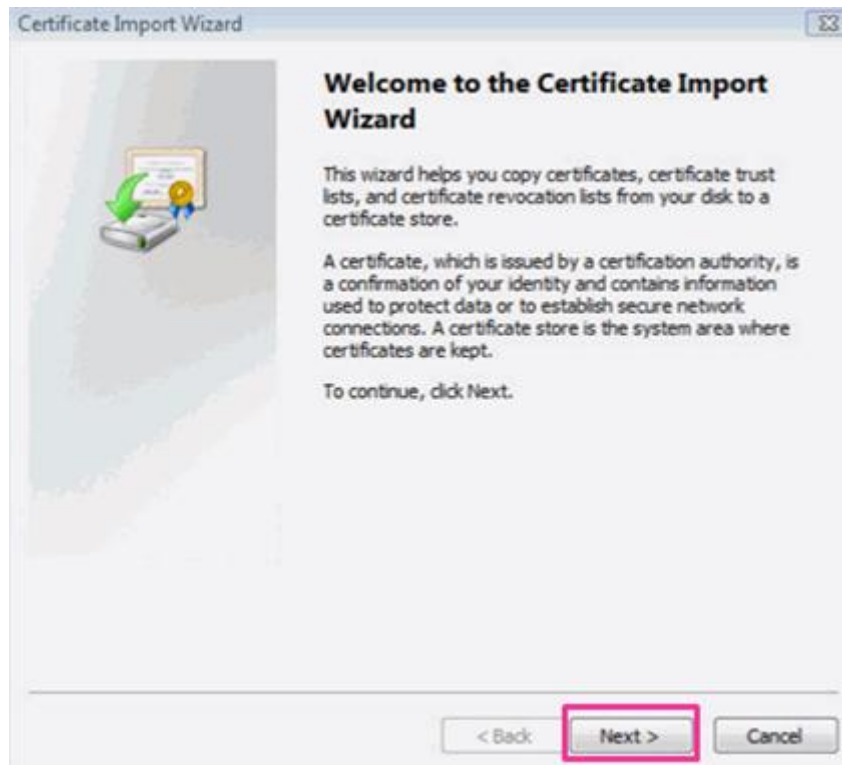 Certificate Import Wizard
Welcome to the Certificate Import
Wizard
This wizard helps you copy certificates, certificate trust
lists, and certificate revocation lists from your disk to a
certificate store.
A certificate, which is issued by a certification authority, is
a confirmation of your identity and contains information
used to protect data or to establish secure network
connections. A certificate store is the system area where
certificates are kept.
To continue, click Next.
< Back Next > Cancel